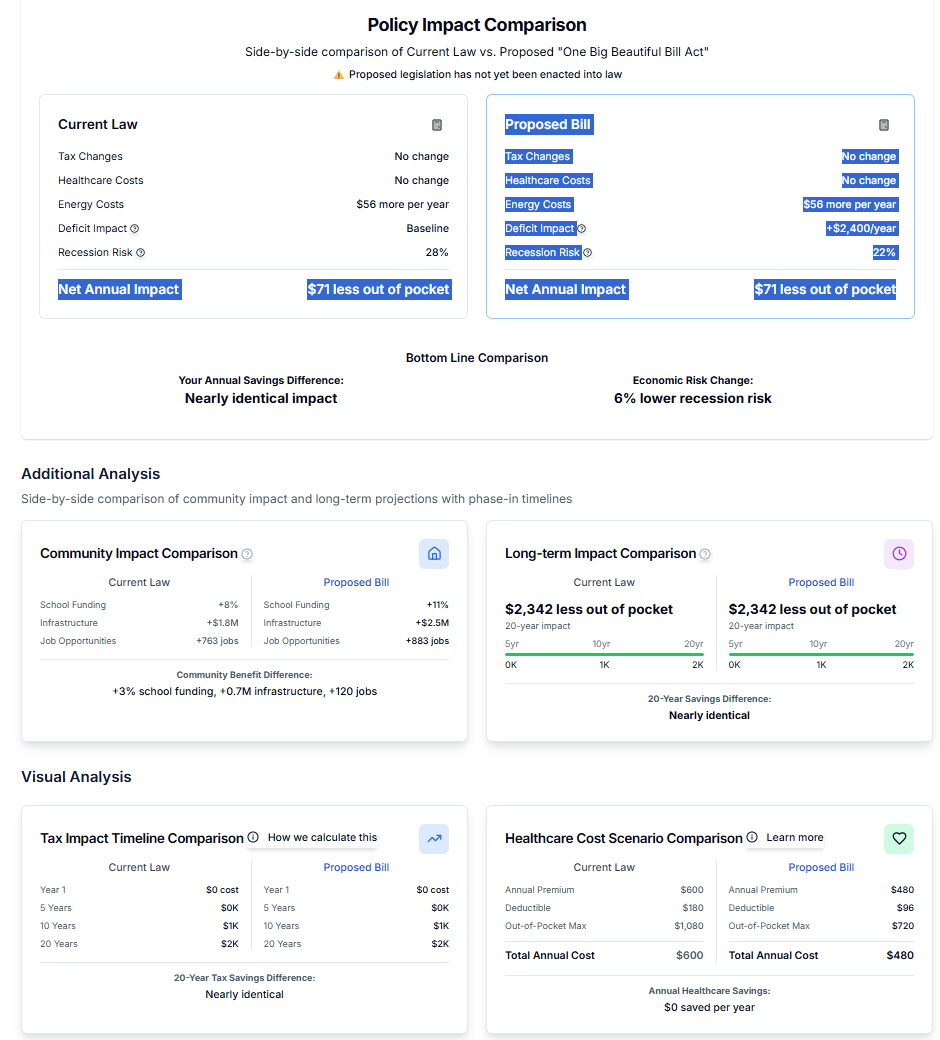 Policy Impact Comparison
Side-by-side comparison of Current Law vs. Proposed "One Big Beautiful Bill Act"
⚠ Proposed legislation has not yet been enacted into law
Current Law
Tax Changes No change
Healthcare Costs No change
Energy Costs $56 more per year
Deficit Impact Baseline
Recession Risk 28%
Net Annual Impact $71 less out of pocket
Proposed Bill
Tax Changes No change
Healthcare Costs No change
Energy Costs $56 more per year
Deficit Impact +$2,400/year
Recession Risk 22%
Net Annual Impact $71 less out of pocket
Bottom Line Comparison
Your Annual Savings Difference:
Nearly identical impact
Economic Risk Change:
6% lower recession risk
Additional Analysis
Side-by-side comparison of community impact and long-term projections with phase-in timelines
Community Impact Comparison
Current Law
School Funding +8%
Infrastructure +$1.8M
Job Opportunities +763 jobs
Proposed Bill
School Funding +11%
Infrastructure +$2.5M
Job Opportunities +883 jobs
Community Benefit Difference:
+3% school funding, +0.7M infrastructure, +120 jobs
Long-term Impact Comparison
Current Law
$2,342 less out of pocket
20-year impact
5yr 10yr 20yr
0K 1K 2K
Proposed Bill
$2,342 less out of pocket
20-year impact
5yr 10yr 20yr
0K 1K 2K
20-Year Savings Difference:
Nearly identical
Visual Analysis
Tax Impact Timeline Comparison How we calculate this
Current Law
Year 1 $0 cost
5 Years $0K
10 Years $1K
20 Years $2K
Proposed Bill
Year 1 $0 cost
5 Years $0K
10 Years $1K
20 Years $2K
20-Year Tax Savings Difference:
Nearly identical
Healthcare Cost Scenario Comparison Learn more
Current Law
Annual Premium $600
Deductible $180
Out-of-Pocket Max $1,080
Total Annual Cost $600
Proposed Bill
Annual Premium $480
Deductible $96
Out-of-Pocket Max $720
Total Annual Cost $480
Annual Healthcare Savings:
$0 saved per year